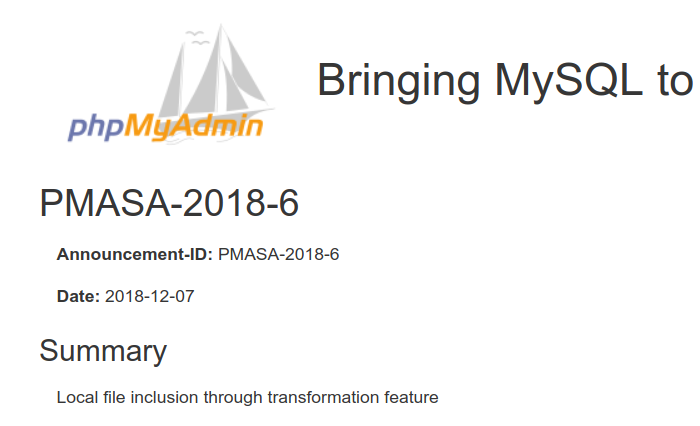 Bringing MySQL to
phpMyAdmin
PMASA-2018-6
Announcement-ID: PMASA-2018-6
Date: 2018-12-07
Summary
Local file inclusion through transformation feature